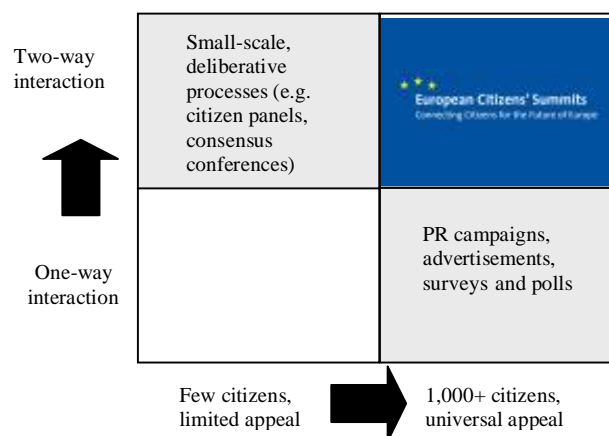 Two-way
interaction
Small-scale,
deliberative
processes (e.g.
citizen panels,
consensus
conferences)
European Citizens' Summits
Connecting Citizens for the Future of Europe
One-way
interaction
PR campaigns,
advertisements,
surveys and polls
Few citizens,
limited appeal
1,000+ citizens,
universal appeal